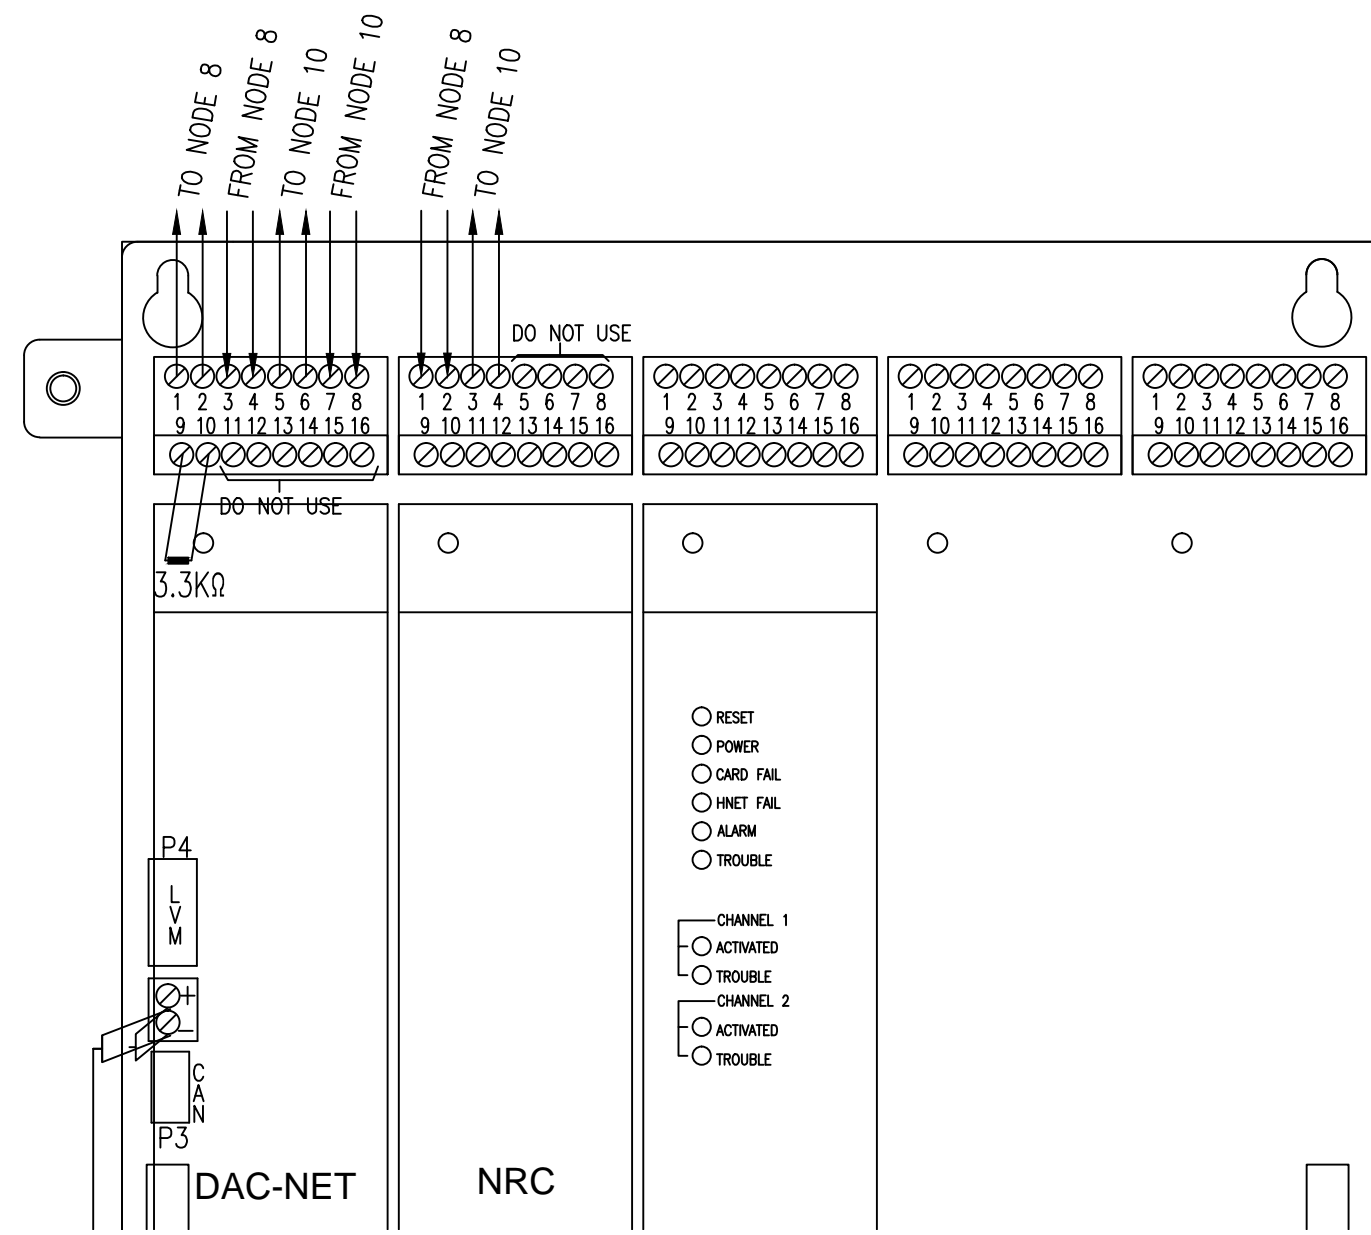 TO NODE 8
FROM NODE 8
TO NODE 10
FROM NODE 10
FROM NODE 8
TO NODE 10
DO NOT USE
1 2 3 4 5 6 7 8
9 10 11 12 13 14 15 16
1 2 3 4 5 6 7 8
9 10 11 12 13 14 15 16
1 2 3 4 5 6 7 8
9 10 11 12 13 14 15 16
1 2 3 4 5 6 7 8
9 10 11 12 13 14 15 16
1 2 3 4 5 6 7 8
9 10 11 12 13 14 15 16
DO NOT USE
3.3KΩ
RESET
POWER
CARD FAIL
HNET FAIL
ALARM
TROUBLE
CHANNEL 1
ACTIVATED
TROUBLE
CHANNEL 2
ACTIVATED
TROUBLE
P4
LVM
+
−
CAN
P3
DAC-NET
NRC